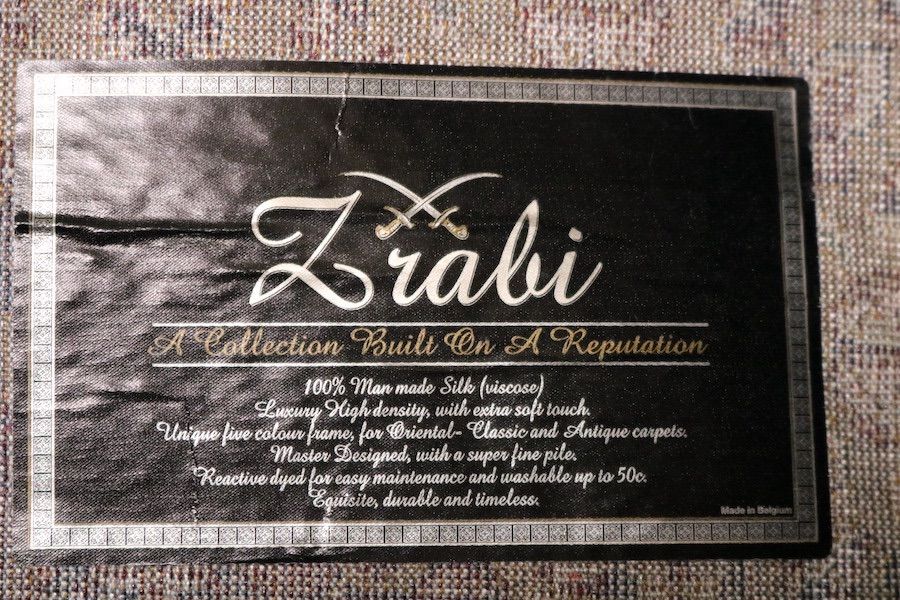 Zrabi
A Collection Built On A Reputation
100% Man made Silk (viscose)
Luxury High density, with extra soft touch.
Unique five colour frame, for Oriental- Classic and Antique carpets.
Master Designed, with a super fine pile.
Reactive dyed for easy maintenance and washable up to 50c.
Equisite, durable and timeless.
Made in Belgium